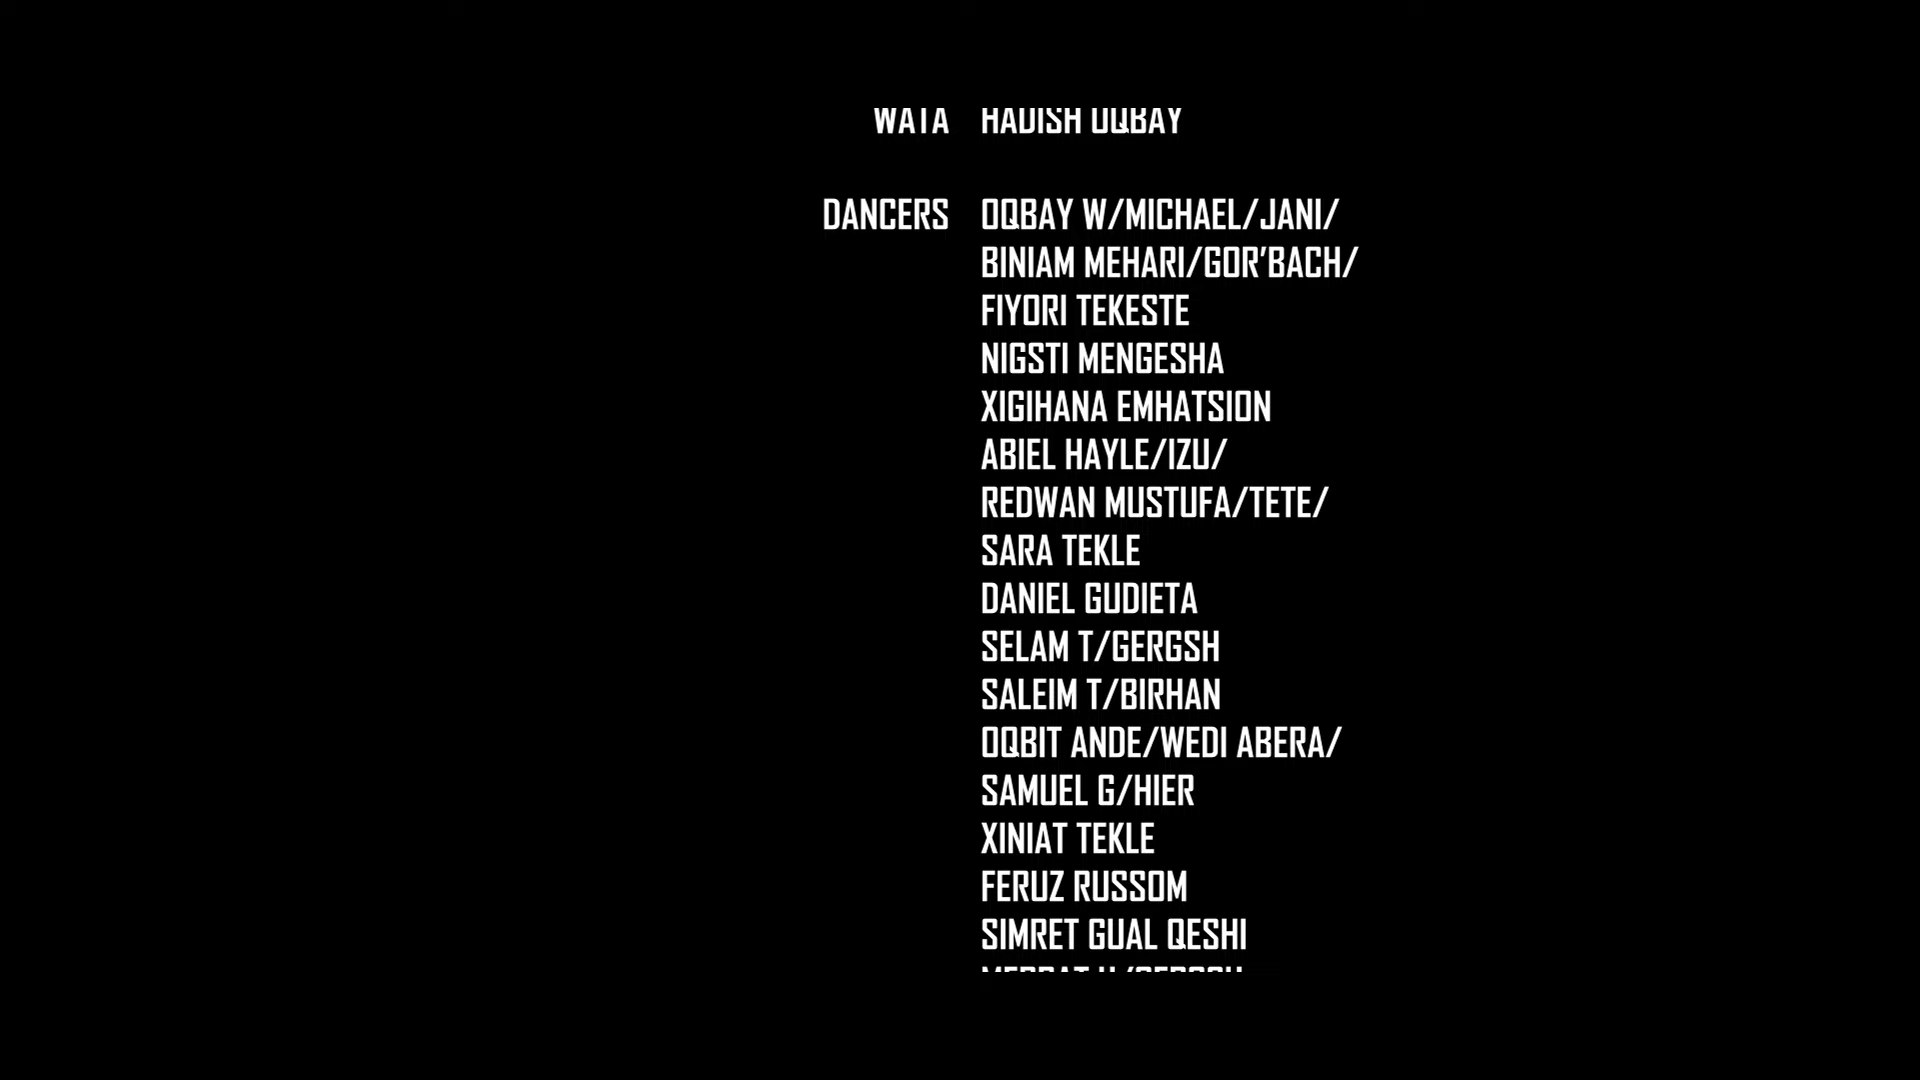 WATA HADISH OQBAY
DANCERS OQBAY W/MICHAEL/JANI/
BINIAM MEHARI/GOR'BACH/
FIYORI TEKESTE
NIGSTI MENGESHA
XIGIHANA EMHATSION
ABIEL HAYLE/IZU/
REDWAN MUSTUFA/TETE/
SARA TEKLE
DANIEL GUDIETA
SELAM T/GERGSH
SALEIM T/BIRHAN
OQBIT ANDE/WEDI ABERA/
SAMUEL G/HIER
XINIAT TEKLE
FERUZ RUSSOM
SIMRET GUAL QESHI